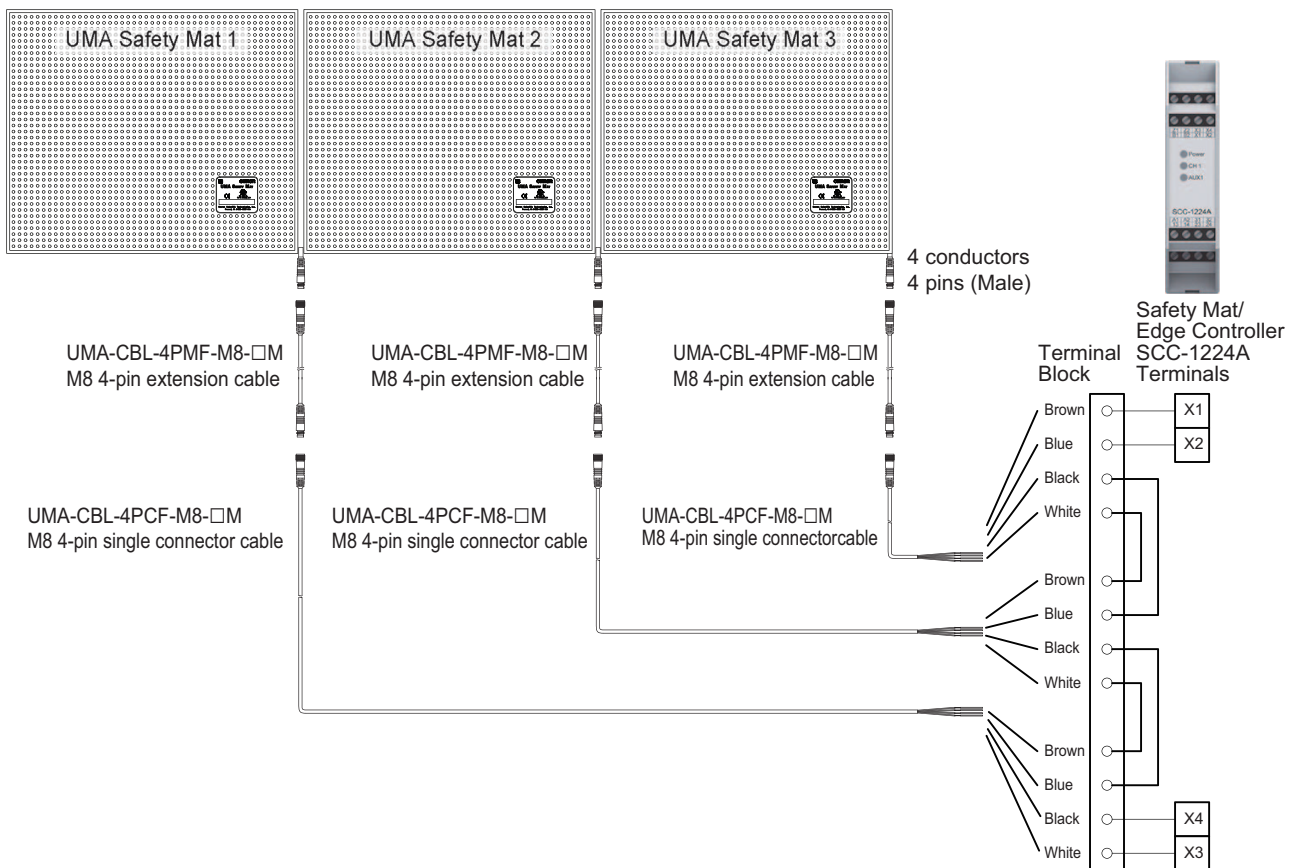 UMA Safety Mat 1
UMA Safety Mat 2
UMA Safety Mat 3
4 conductors
4 pins (Male)
Power
CH 1
AUX1
SCC-1224A
Safety Mat/
Edge Controller
SCC-1224A
Terminals
UMA-CBL-4PMF-M8-□M
M8 4-pin extension cable
UMA-CBL-4PMF-M8-□M
M8 4-pin extension cable
UMA-CBL-4PMF-M8-□M
M8 4-pin extension cable
Terminal
Block
UMA-CBL-4PCF-M8-□M
M8 4-pin single connector cable
UMA-CBL-4PCF-M8-□M
M8 4-pin single connector cable
UMA-CBL-4PCF-M8-□M
M8 4-pin single connectorcable
Brown
X1
Blue
X2
Black
White
Brown
Blue
Black
White
Brown
Blue
Black
X4
White
X3